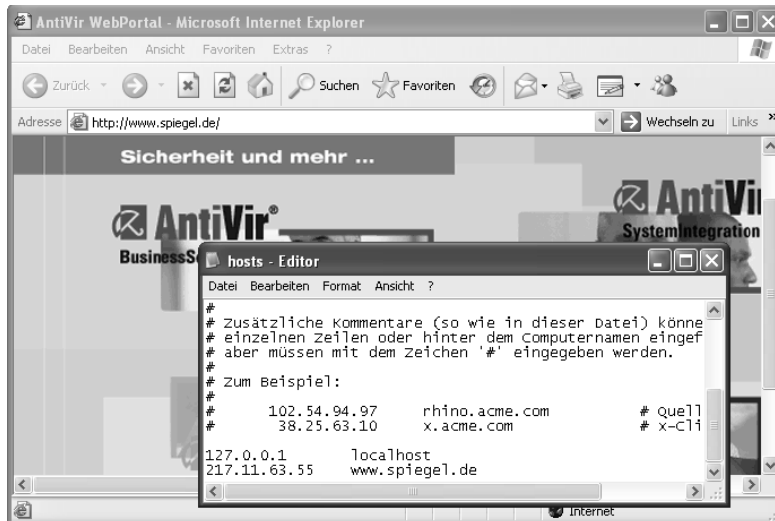 AntiVir WebPortal - Microsoft Internet Explorer
Datei Bearbeiten Ansicht Favoriten Extras ?
Zurück Suchen Favoriten
Adresse http://www.spiegel.de/ Wechseln zu Links »
Sicherheit und mehr ...
AntiVir®
AntiVi
SystemIntegration
BusinessS
hosts - Editor
Datei Bearbeiten Format Ansicht ?
#
# Zusätzliche Kommentare (so wie in dieser Datei) könne
# einzelnen Zeilen oder hinter dem Computernamen eingef
# aber müssen mit dem Zeichen '#' eingegeben werden.
#
# Zum Beispiel:
#
# 102.54.94.97 rhino.acme.com # Quell
# 38.25.63.10 x.acme.com # x-Cli
127.0.0.1 localhost
217.11.63.55 www.spiegel.de
Internet